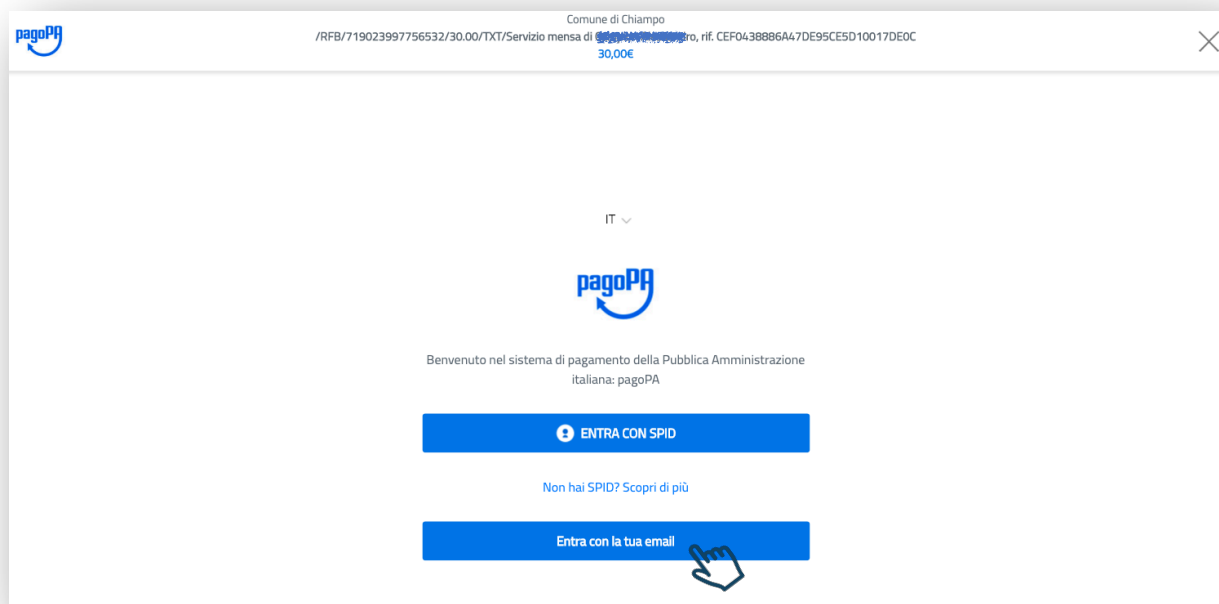 pagoPA
Comune di Chiampo
/RFB/719023997756532/30.00/TXT/Servizio mensa di ro, rif. CEF0438886A47DE95CE5D10017DE0C
30,00€
IT
pagoPA
Benvenuto nel sistema di pagamento della Pubblica Amministrazione
italiana: pagoPA
ENTRA CON SPID
Non hai SPID? Scopri di più
Entra con la tua email